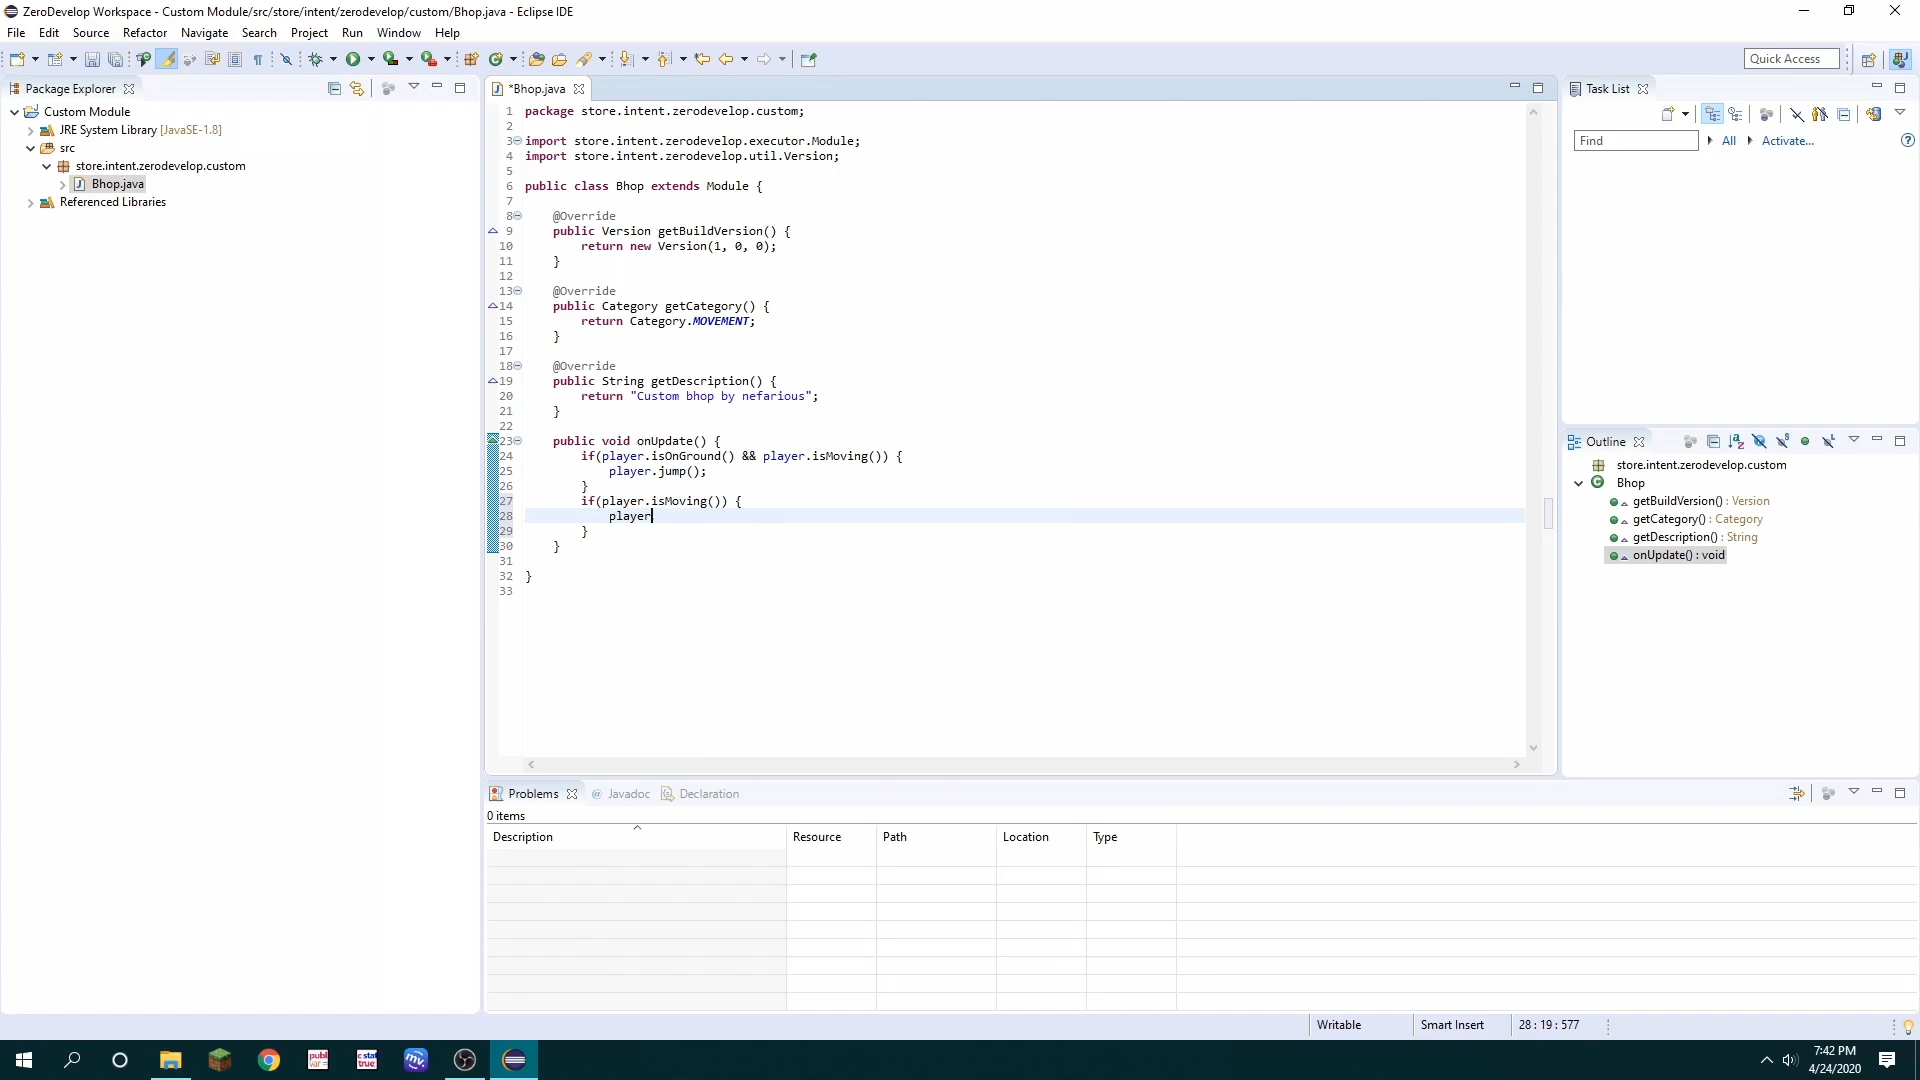 ZeroDevelop Workspace - Custom Module/src/store/intent/zerodevelop/custom/Bhop.java - Eclipse IDE
File Edit Source Refactor Navigate Search Project Run Window Help
Quick Access
Package Explorer
Custom Module
JRE System Library [JavaSE-1.8]
src
store.intent.zerodevelop.custom
Bhop.java
Referenced Libraries
*Bhop.java
1 package store.intent.zerodevelop.custom;
2
3 import store.intent.zerodevelop.executor.Module;
4 import store.intent.zerodevelop.util.Version;
5
6 public class Bhop extends Module {
7
8 @Override
9 public Version getBuildVersion() {
10 return new Version(1, 0, 0);
11 }
12
13 @Override
14 public Category getCategory() {
15 return Category.MOVEMENT;
16 }
17
18 @Override
19 public String getDescription() {
20 return "Custom bhop by nefarious";
21 }
22
23 public void onUpdate() {
24 if(player.isOnGround() && player.isMoving()) {
25 player.jump();
26 }
27 if(player.isMoving()) {
28 player
29 }
30 }
31
32 }
33
Task List
Find All Activate...
Outline
store.intent.zerodevelop.custom
Bhop
getBuildVersion() : Version
getCategory() : Category
getDescription() : String
onUpdate() : void
Problems Javadoc Declaration
0 items
Description Resource Path Location Type
Writable Smart Insert 28 : 19 : 577
7:42 PM
4/24/2020